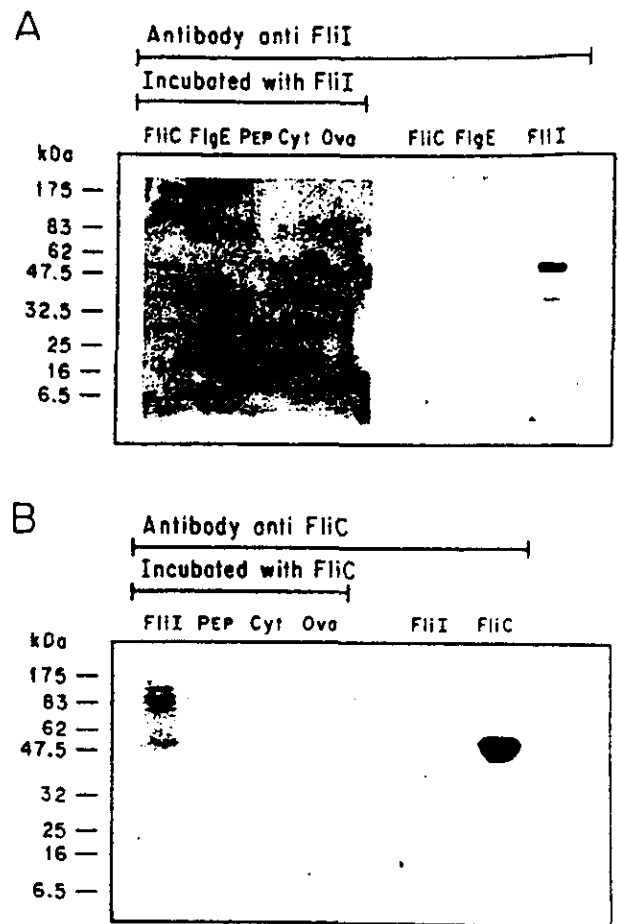 A
Antibody anti FliI
Incubated with FliI
FliC FlgE PEP Cyt Ova FliC FlgE FliI
kDa
175
83
62
47.5
32.5
25
16
6.5
B
Antibody anti FliC
Incubated with FliC
FliI PEP Cyt Ova FliI FliC
kDa
175
83
62
47.5
32
25
16
6.5